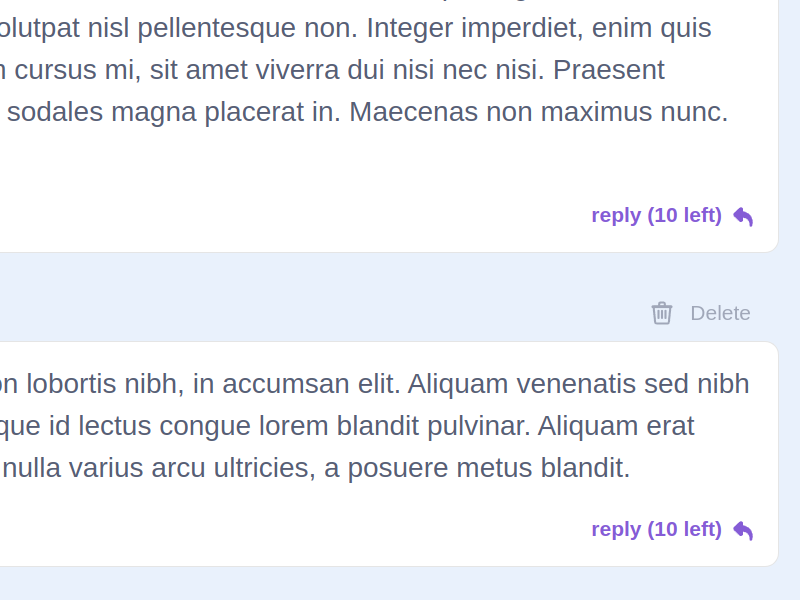 olutpat nisl pellentesque non. Integer imperdiet, enim quis
cursus mi, sit amet viverra dui nisi nec nisi. Praesent
sodales magna placerat in. Maecenas non maximus nunc.
reply (10 left)
Delete
on lobortis nibh, in accumsan elit. Aliquam venenatis sed nibh
que id lectus congue lorem blandit pulvinar. Aliquam erat
nulla varius arcu ultricies, a posuere metus blandit.
reply (10 left)